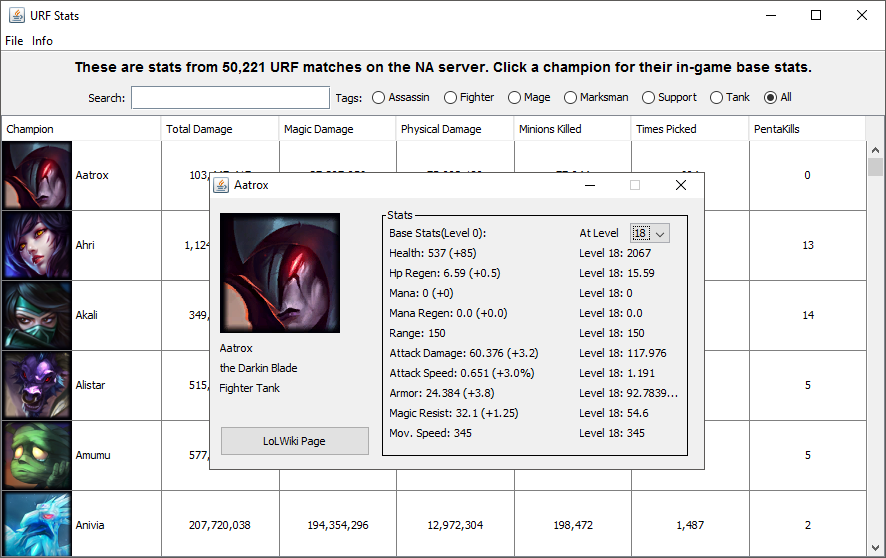 URF Stats
File Info
These are stats from 50,221 URF matches on the NA server. Click a champion for their in-game base stats.
Search: Tags: Assassin Fighter Mage Marksman Support Tank All
Champion Total Damage Magic Damage Physical Damage Minions Killed Times Picked PentaKills
Aatrox 103, 0
Ahri 1,124 13
Akali 349, 14
Alistar 515, 5
Amumu 577, 5
Anivia 207,720,038 194,354,296 12,972,304 198,472 1,487 2
Aatrox
Aatrox
the Darkin Blade
Fighter Tank
LoLWiki Page
Stats
Base Stats(Level 0): At Level 18
Health: 537 (+85) Level 18: 2067
Hp Regen: 6.59 (+0.5) Level 18: 15.59
Mana: 0 (+0) Level 18: 0
Mana Regen: 0.0 (+0.0) Level 18: 0.0
Range: 150 Level 18: 150
Attack Damage: 60.376 (+3.2) Level 18: 117.976
Attack Speed: 0.651 (+3.0%) Level 18: 1.191
Armor: 24.384 (+3.8) Level 18: 92.7839...
Magic Resist: 32.1 (+1.25) Level 18: 54.6
Mov. Speed: 345 Level 18: 345